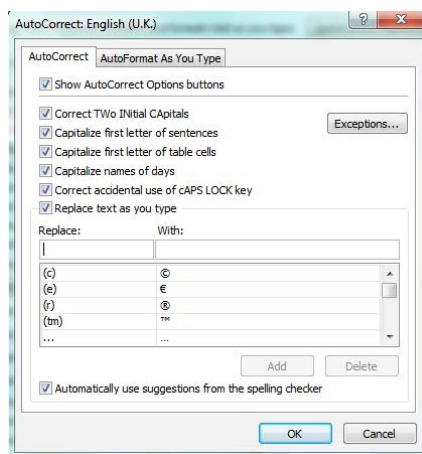 AutoCorrect: English (U.K.)
AutoCorrect AutoFormat As You Type
Show AutoCorrect Options buttons
Correct TWo INitial CApitals
Exceptions...
Capitalize first letter of sentences
Capitalize first letter of table cells
Capitalize names of days
Correct accidental use of cAPS LOCK key
Replace text as you type
Replace: With:
(c) ©
(e) €
(r) ®
(tm) ™
... ...
Add Delete
Automatically use suggestions from the spelling checker
OK Cancel